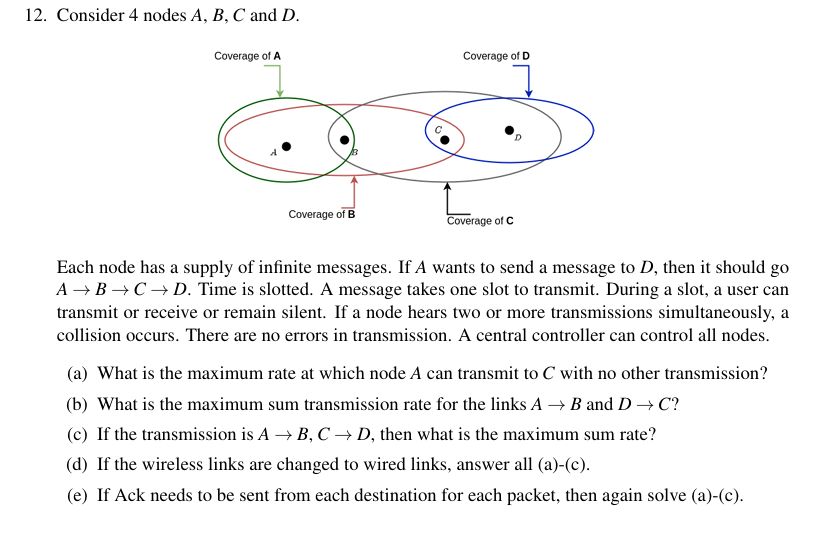 12. Consider 4 nodes A, B, C and D.
Coverage of A
Coverage of D
C
D
A
B
Coverage of B
Coverage of C
Each node has a supply of infinite messages. If A wants to send a message to D, then it should go
A → B → C → D. Time is slotted. A message takes one slot to transmit. During a slot, a user can
transmit or receive or remain silent. If a node hears two or more transmissions simultaneously, a
collision occurs. There are no errors in transmission. A central controller can control all nodes.
(a) What is the maximum rate at which node A can transmit to C with no other transmission?
(b) What is the maximum sum transmission rate for the links A → B and D → C?
(c) If the transmission is A → B, C → D, then what is the maximum sum rate?
(d) If the wireless links are changed to wired links, answer all (a)-(c).
(e) If Ack needs to be sent from each destination for each packet, then again solve (a)-(c).